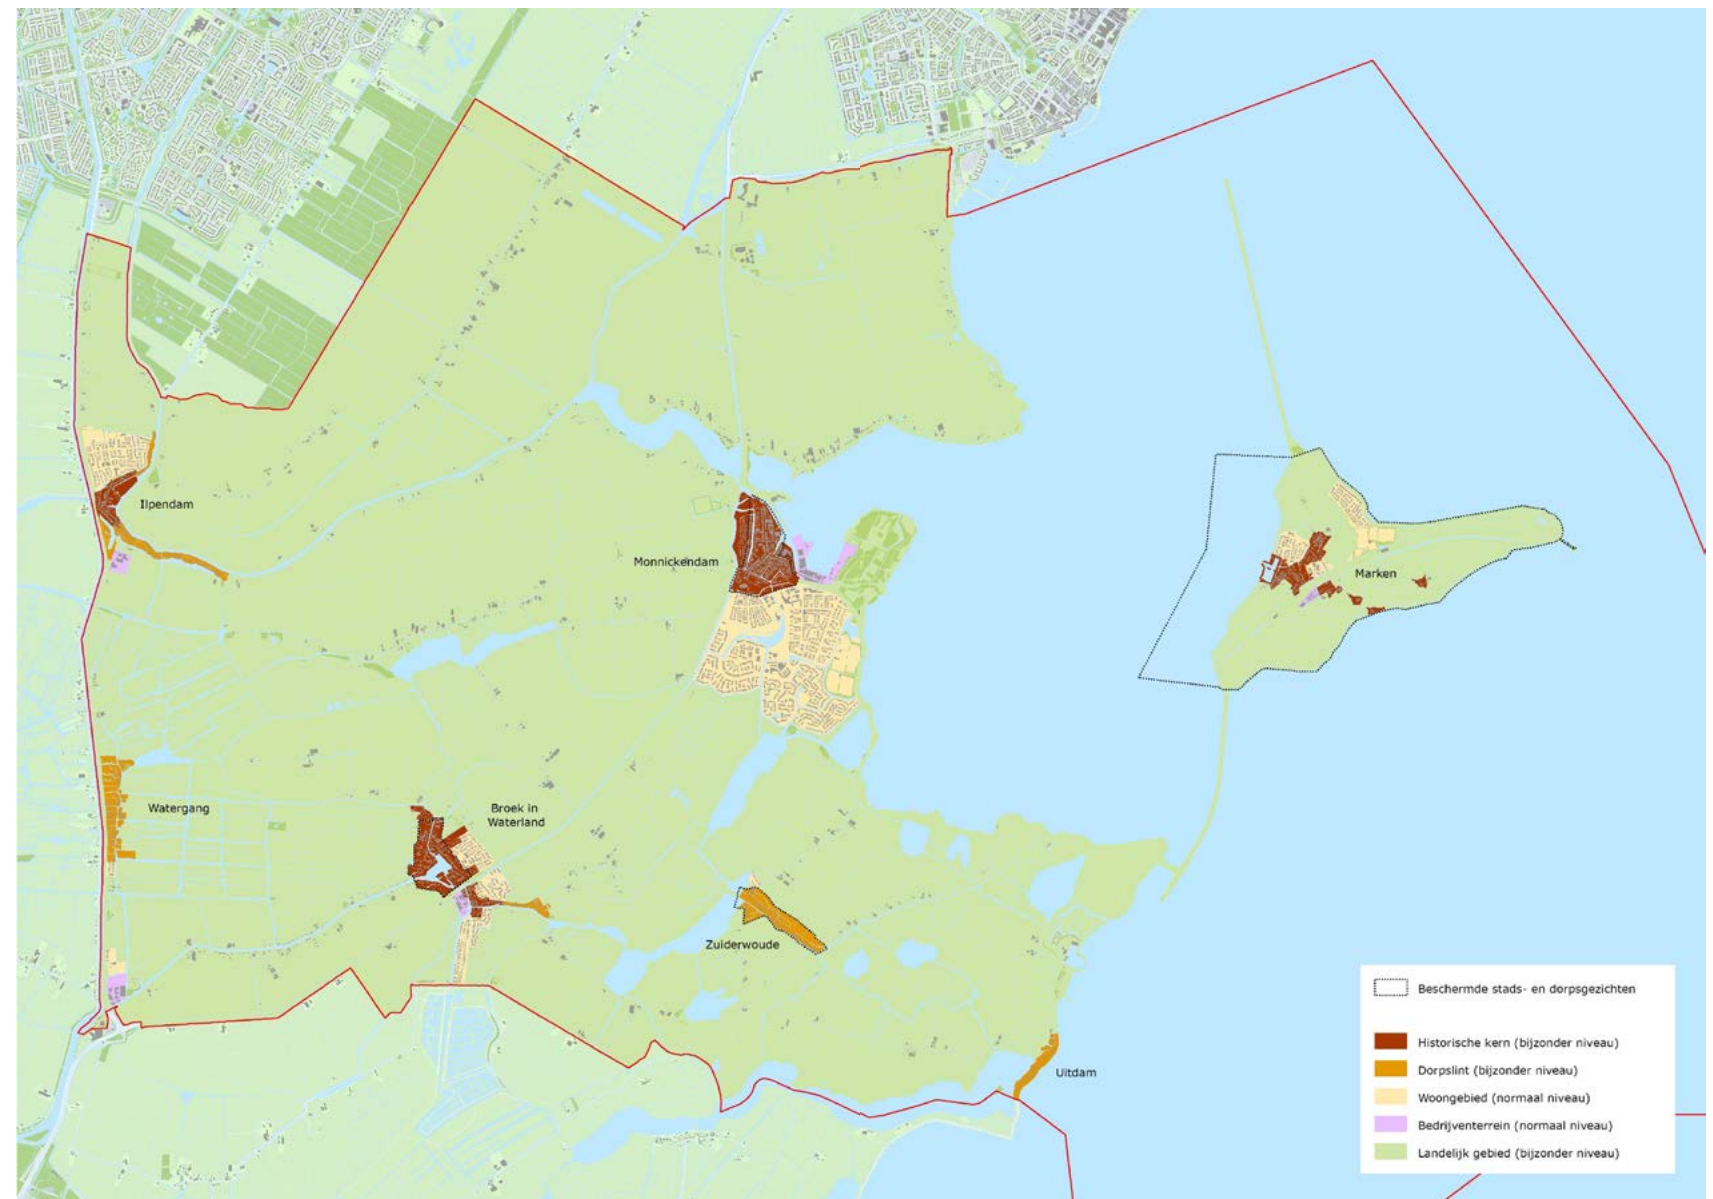 Ilpendam
Monnickendam
Marken
Watergang
Broek in
Waterland
Zuiderwoude
Uitdam
Beschermde stads- en dorpsgezichten
Historische kern (bijzonder niveau)
Dorpslint (bijzonder niveau)
Woongebied (normaal niveau)
Bedrijventerrein (normaal niveau)
Landelijk gebied (bijzonder niveau)